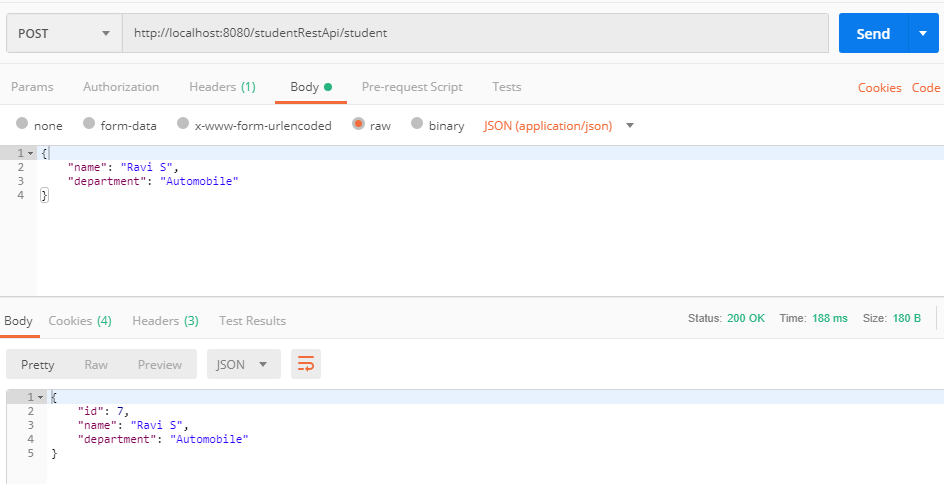 POST http://localhost:8080/studentRestApi/student Send
Params Authorization Headers (1) Body Pre-request Script Tests Cookies Code
none form-data x-www-form-urlencoded raw binary JSON (application/json)
1 {
2 "name": "Ravi S",
3 "department": "Automobile"
4 }
Body Cookies (4) Headers (3) Test Results Status: 200 OK Time: 188 ms Size: 180 B
Pretty Raw Preview JSON
1 {
2 "id": 7,
3 "name": "Ravi S",
4 "department": "Automobile"
5 }